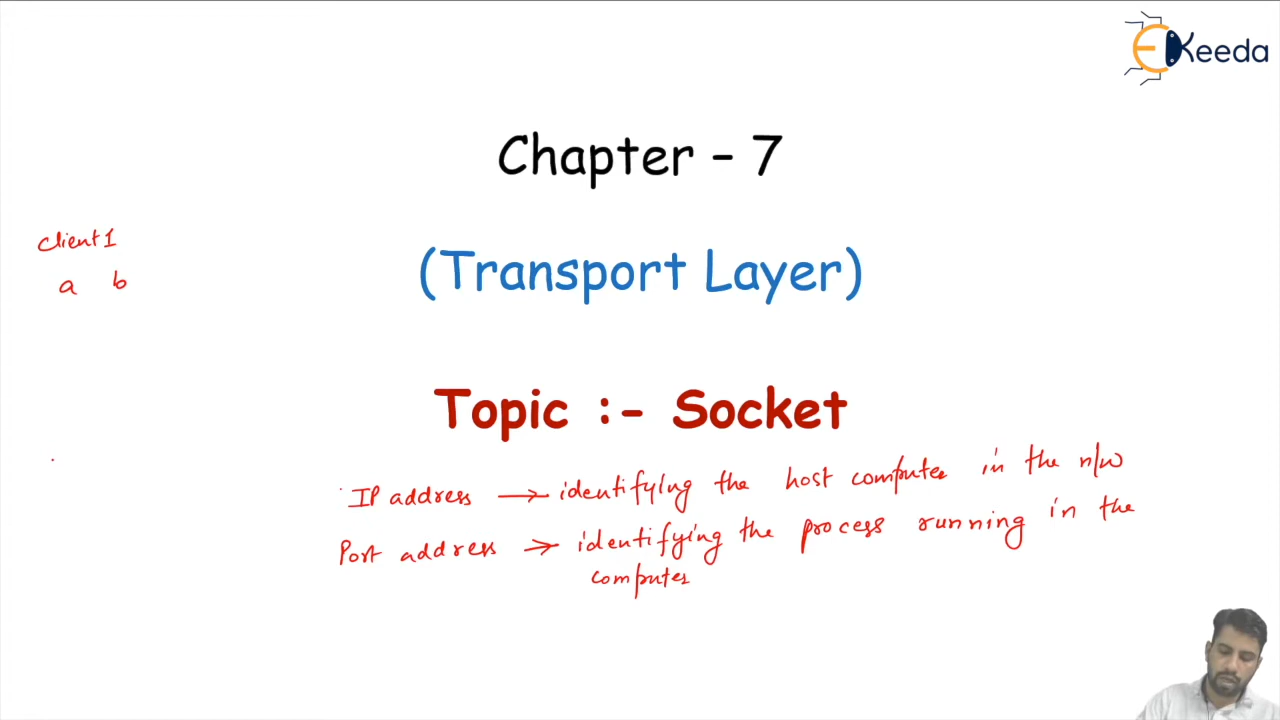 EKeeda
Chapter - 7
client 1
a b
(Transport Layer)
Topic :- Socket
IP address → identifying the host computer in the n/w
Port address → identifying the process running in the
computer